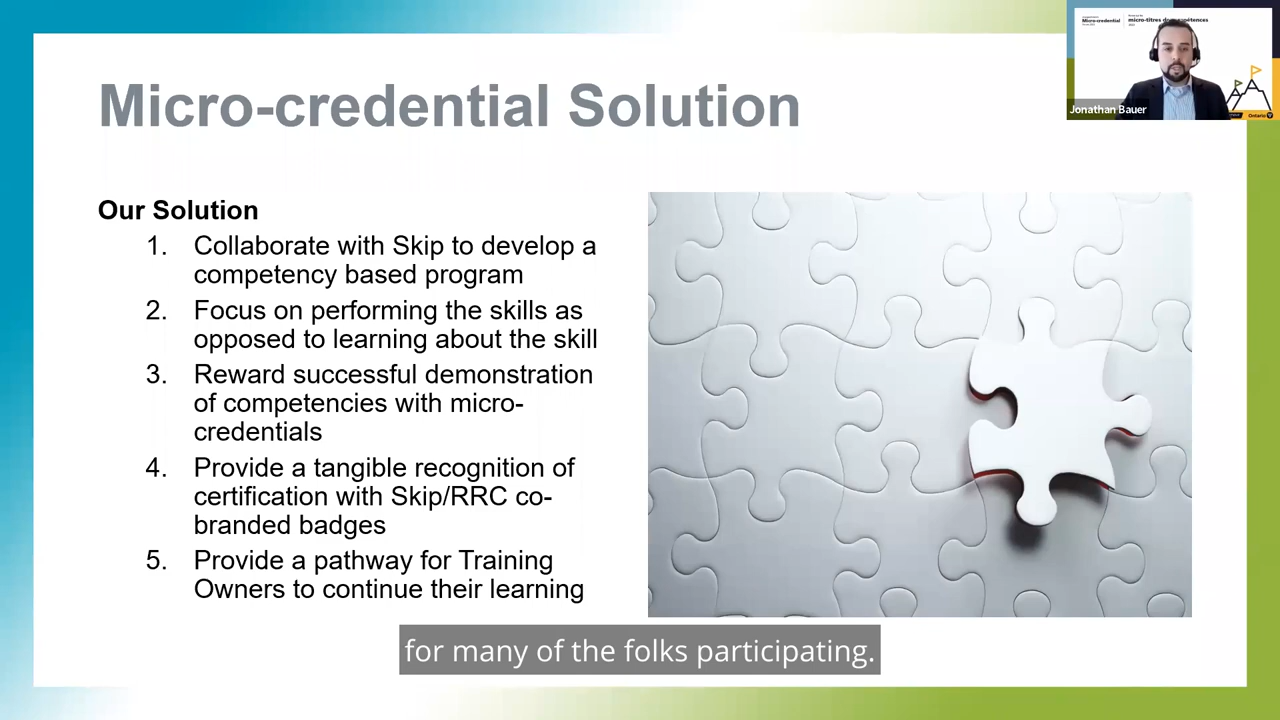 Micro-credential Solution
Our Solution
1. Collaborate with Skip to develop a
competency based program
2. Focus on performing the skills as
opposed to learning about the skill
3. Reward successful demonstration
of competencies with micro-
credentials
4. Provide a tangible recognition of
certification with Skip/RRC co-
branded badges
5. Provide a pathway for Training
Owners to continue their learning
for many of the folks participating.
Micro-credential
micro-titres
Jonathan Bauer
Ontario